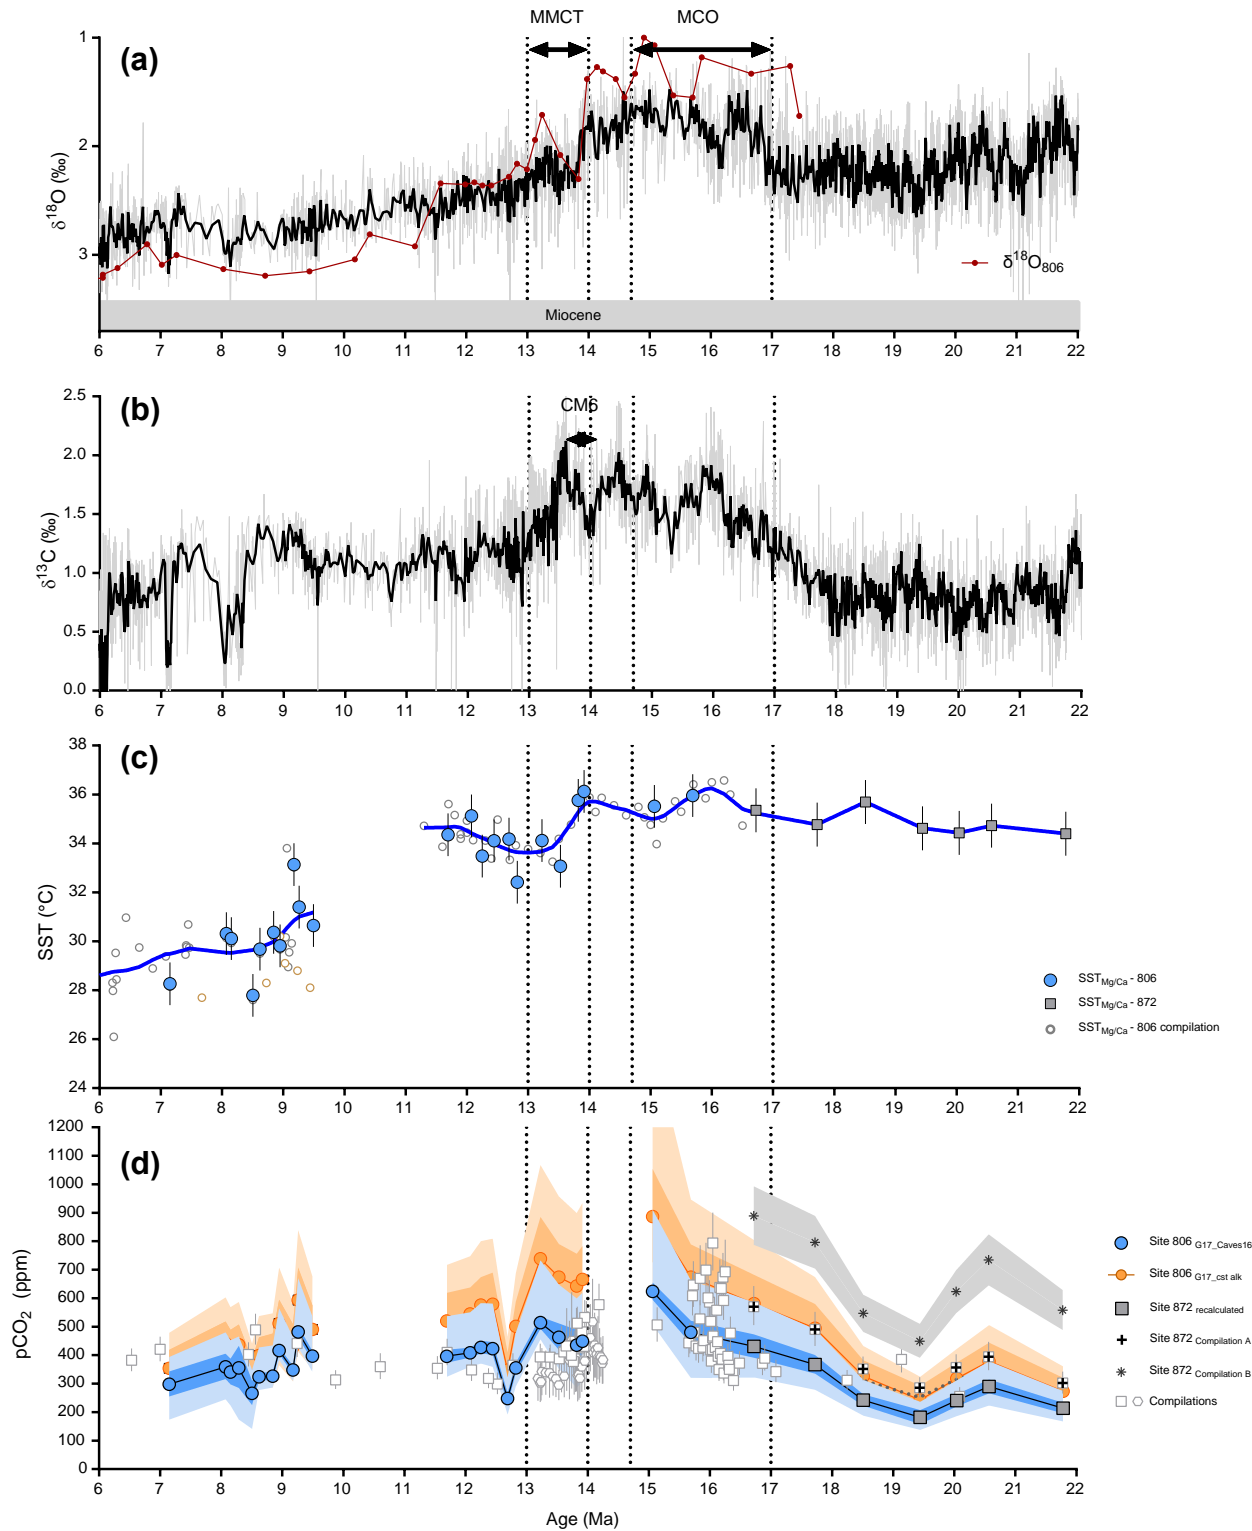 MMCT MCO
(a)
1
2
3
δ18O (‰)
δ18O806
Miocene
6 7 8 9 10 11 12 13 14 15 16 17 18 19 20 21 22
(b)
CM6
2.5
2.0
1.5
1.0
0.5
0.0
δ13C (‰)
6 7 8 9 10 11 12 13 14 15 16 17 18 19 20 21 22
(c)
38
36
34
32
30
28
26
24
SST (°C)
SSTMg/Ca - 806
SSTMg/Ca - 872
SSTMg/Ca - 806 compilation
6 7 8 9 10 11 12 13 14 15 16 17 18 19 20 21 22
(d)
1200
1100
1000
900
800
700
600
500
400
300
200
100
0
pCO2 (ppm)
Site 806 G17_Caves16
Site 806 G17_cst alk
Site 872 recalculated
Site 872 Compilation A
Site 872 Compilation B
Compilations
6 7 8 9 10 11 12 13 14 15 16 17 18 19 20 21 22
Age (Ma)